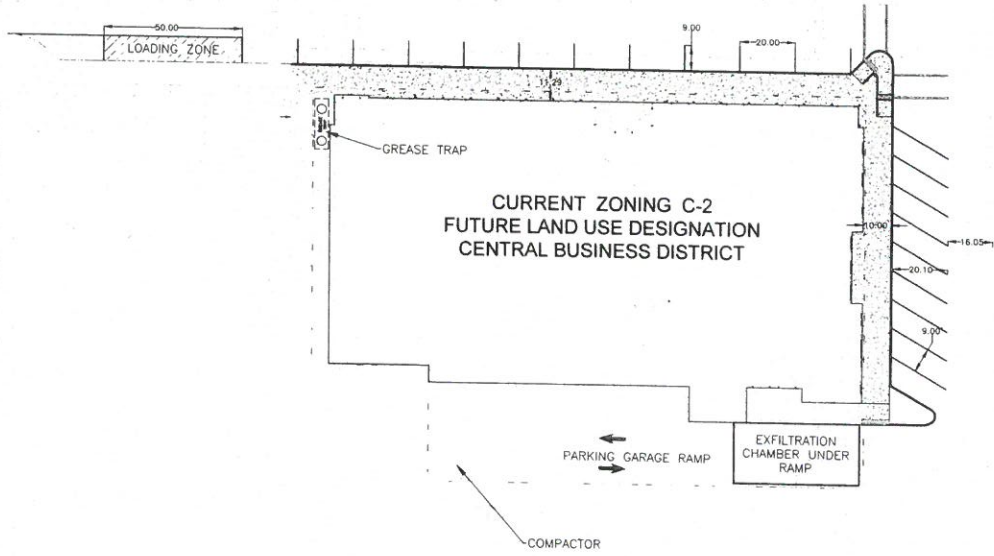 50.00
LOADING ZONE
9.00
20.00
11.29
GREASE TRAP
CURRENT ZONING C-2
FUTURE LAND USE DESIGNATION
CENTRAL BUSINESS DISTRICT
10.00
16.05
20.10
9.00
PARKING GARAGE RAMP
EXFILTRATION
CHAMBER UNDER
RAMP
COMPACTOR